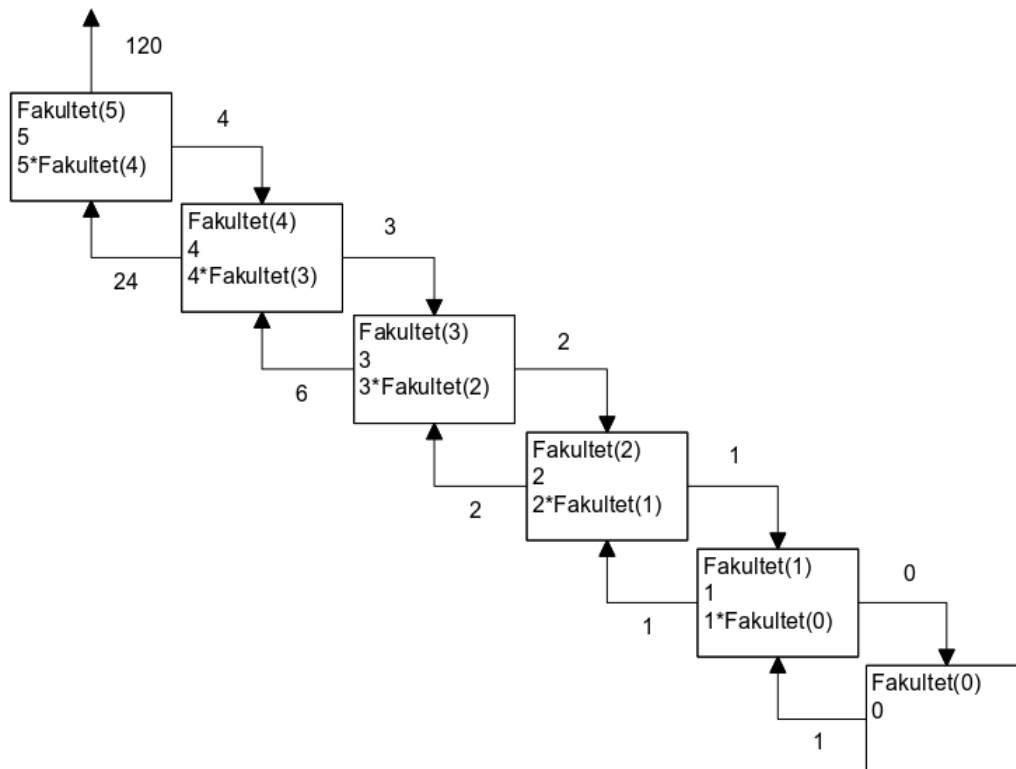 120
Fakultet(5)
5
5*Fakultet(4)
4
24
Fakultet(4)
4
4*Fakultet(3)
3
6
Fakultet(3)
3
3*Fakultet(2)
2
2
Fakultet(2)
2
2*Fakultet(1)
1
1
Fakultet(1)
1
1*Fakultet(0)
0
1
Fakultet(0)
0